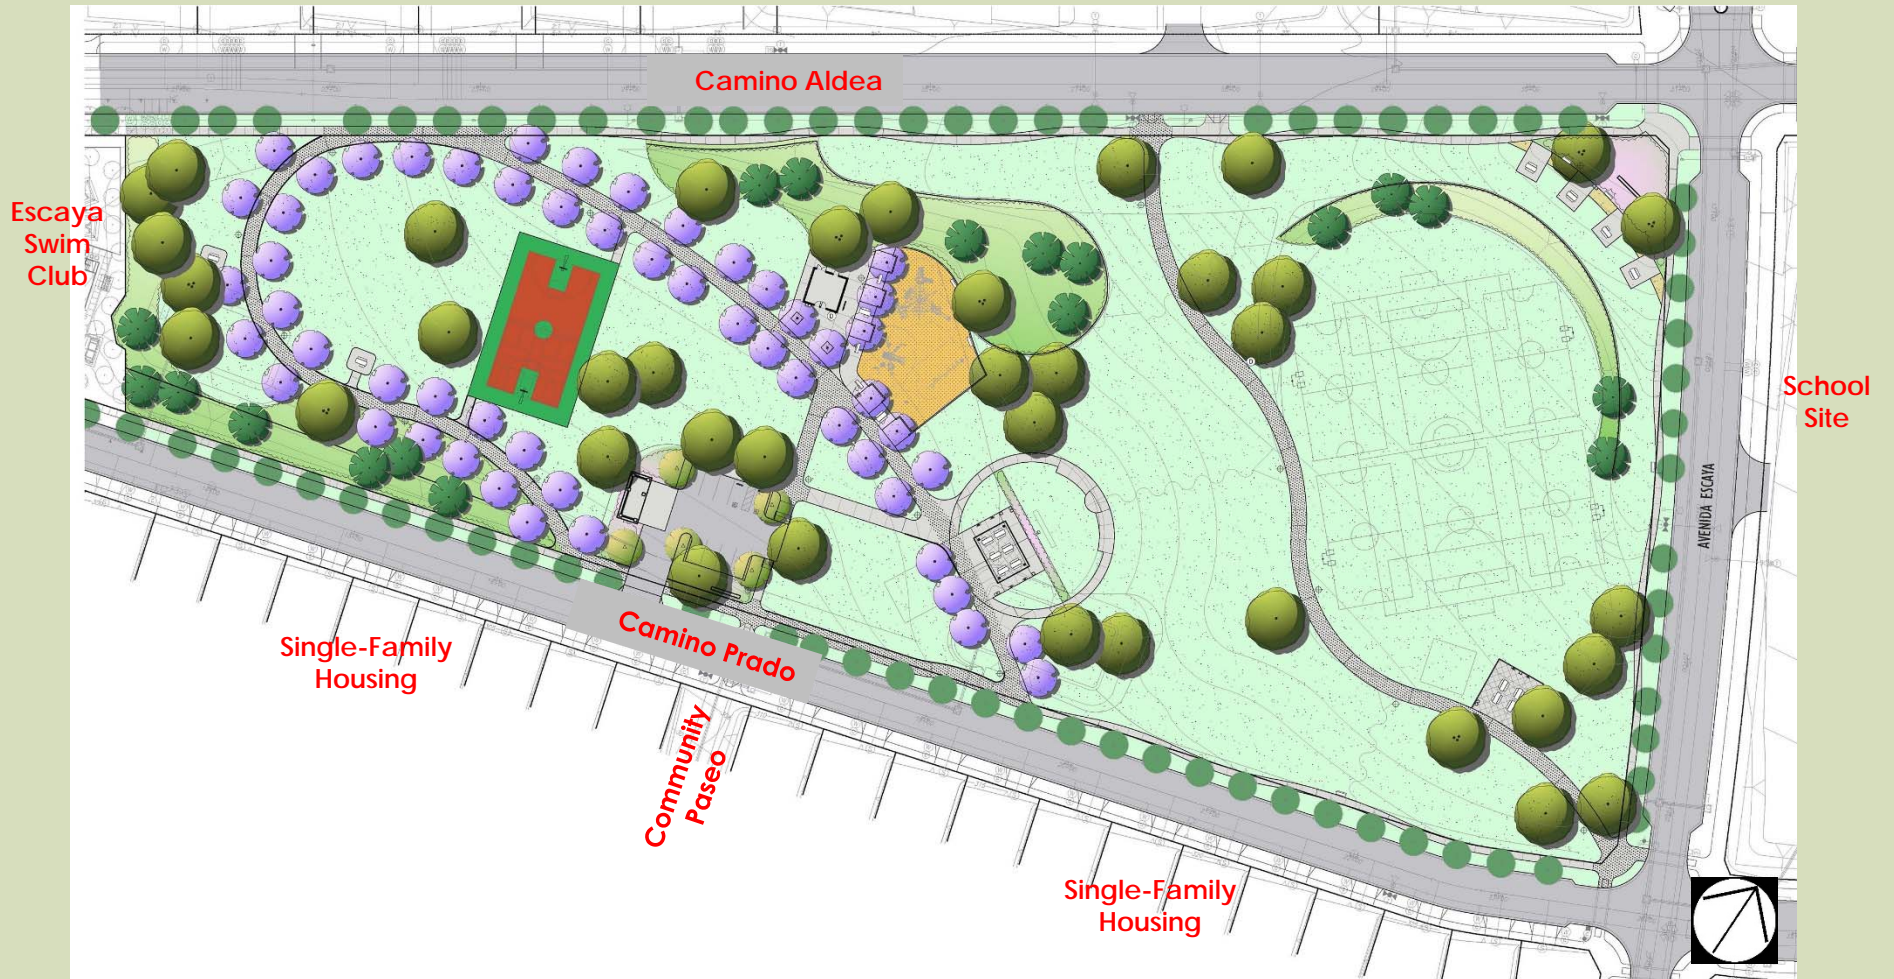 Camino Aldea
Escaya
Swim
Club
School
Site
AVENIDA ESCAYA
Camino Prado
Single-Family
Housing
Community
Paseo
Single-Family
Housing